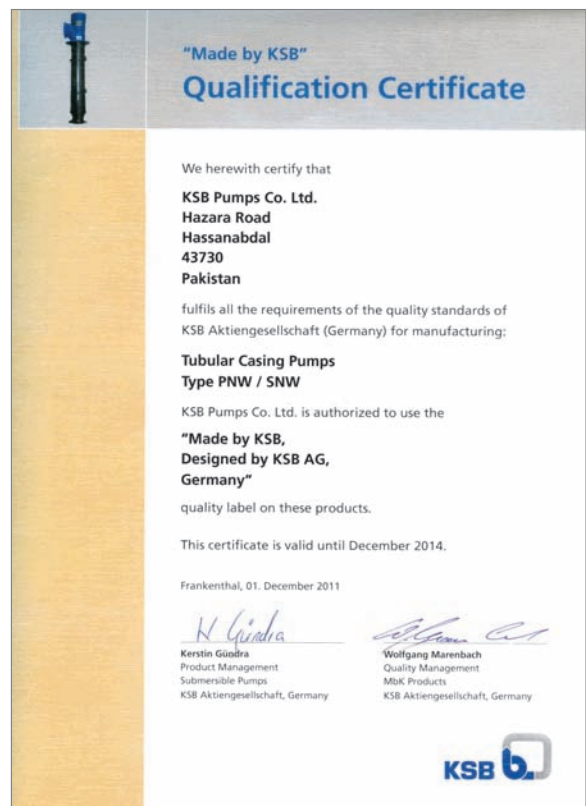 "Made by KSB"
Qualification Certificate
We herewith certify that
KSB Pumps Co. Ltd.
Hazara Road
Hassanabdal
43730
Pakistan
fulfils all the requirements of the quality standards of
KSB Aktiengesellschaft (Germany) for manufacturing:
Tubular Casing Pumps
Type PNW / SNW
KSB Pumps Co. Ltd. is authorized to use the
"Made by KSB,
Designed by KSB AG,
Germany"
quality label on these products.
This certificate is valid until December 2014.
Frankenthal, 01. December 2011
Kerstin Gündra
Product Management
Submersible Pumps
KSB Aktiengesellschaft, Germany
Wolfgang Marenbach
Quality Management
MbK Products
KSB Aktiengesellschaft, Germany
KSB b.